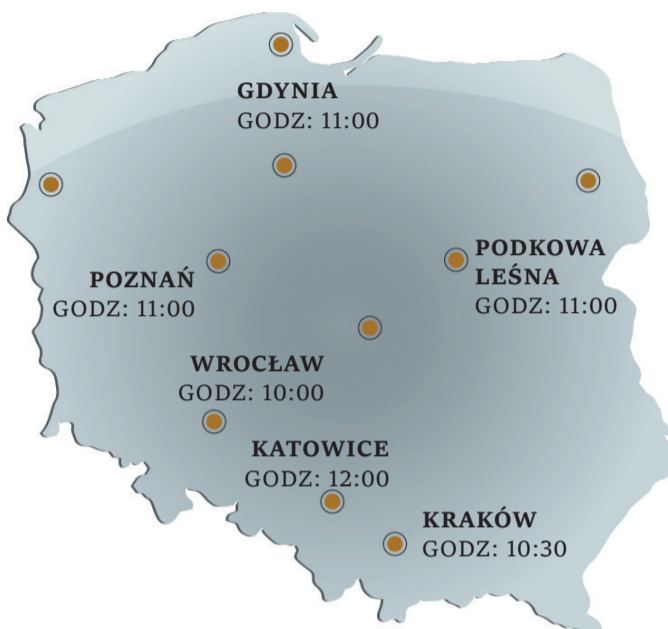 GDYNIA
GODZ: 11:00
PODKOWA
LEŚNA
GODZ: 11:00
POZNAŃ
GODZ: 11:00
WROCŁAW
GODZ: 10:00
KATOWICE
GODZ: 12:00
KRAKÓW
GODZ: 10:30